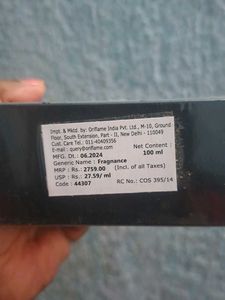 Impt. & Mktd. by: Oriflame India Pvt. Ltd., M-10, Ground
Floor, South Extension, Part - II, New Delhi - 110049
Cust. Care Tel.: 011-40409356
E-mail : query@oriflame.com
Net Content :
100 ml
MFG. Dt. : 06.2024
Generic Name : Fragnance
MRP : Rs : 2759.00 (Incl. of all Taxes)
USP : Rs : 27.59/ ml
Code : 44307 RC No.: COS 395/14